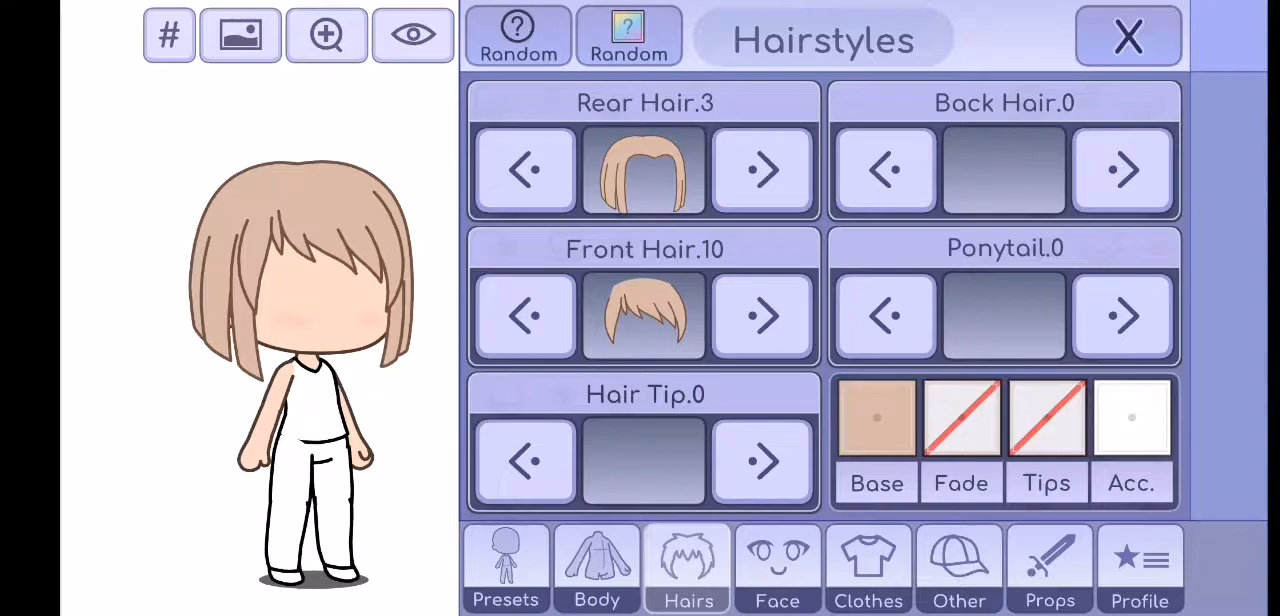 #
? Random
? Random
Hairstyles
X
Rear Hair.3
Back Hair.0
Front Hair.10
Ponytail.0
Hair Tip.0
Base
Fade
Tips
Acc.
Presets
Body
Hairs
Face
Clothes
Other
Props
Profile